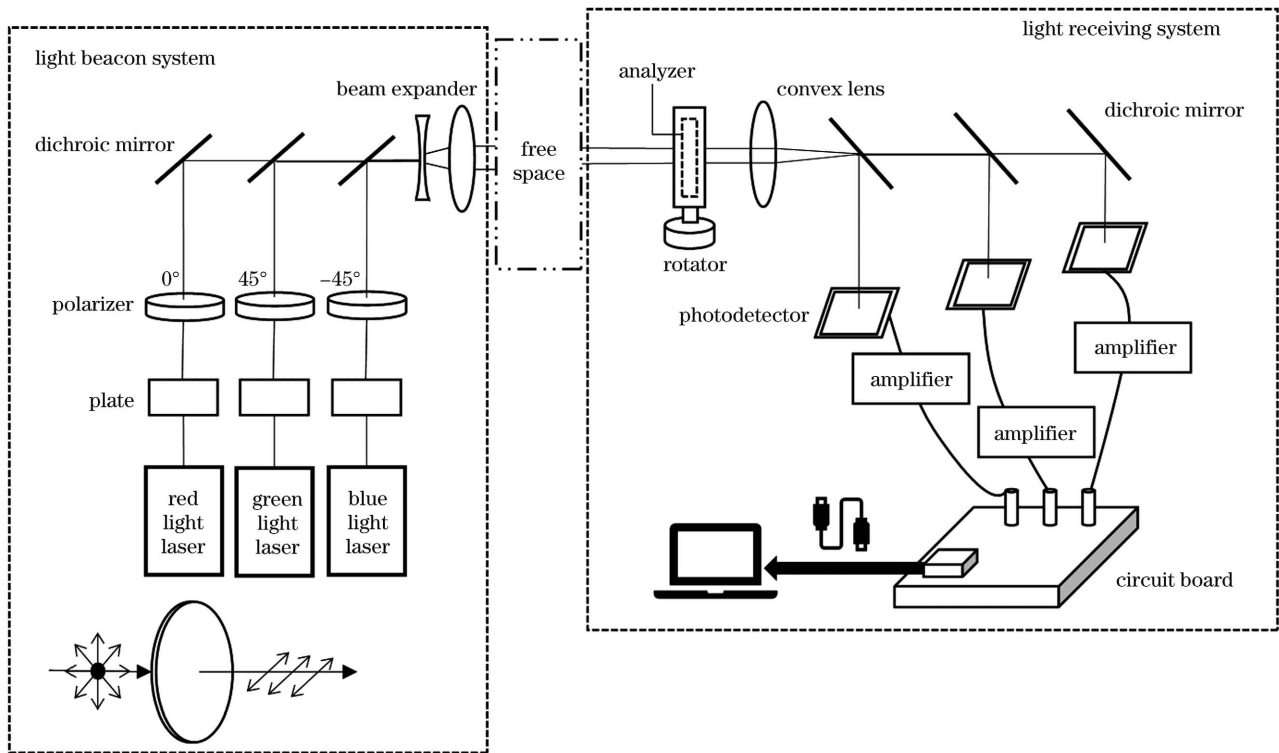 light beacon system
light receiving system
beam expander
analyzer
convex lens
dichroic mirror
dichroic mirror
free
space
rotator
0°
45°
−45°
polarizer
photodetector
amplifier
amplifier
amplifier
plate
red
light
laser
green
light
laser
blue
light
laser
circuit board